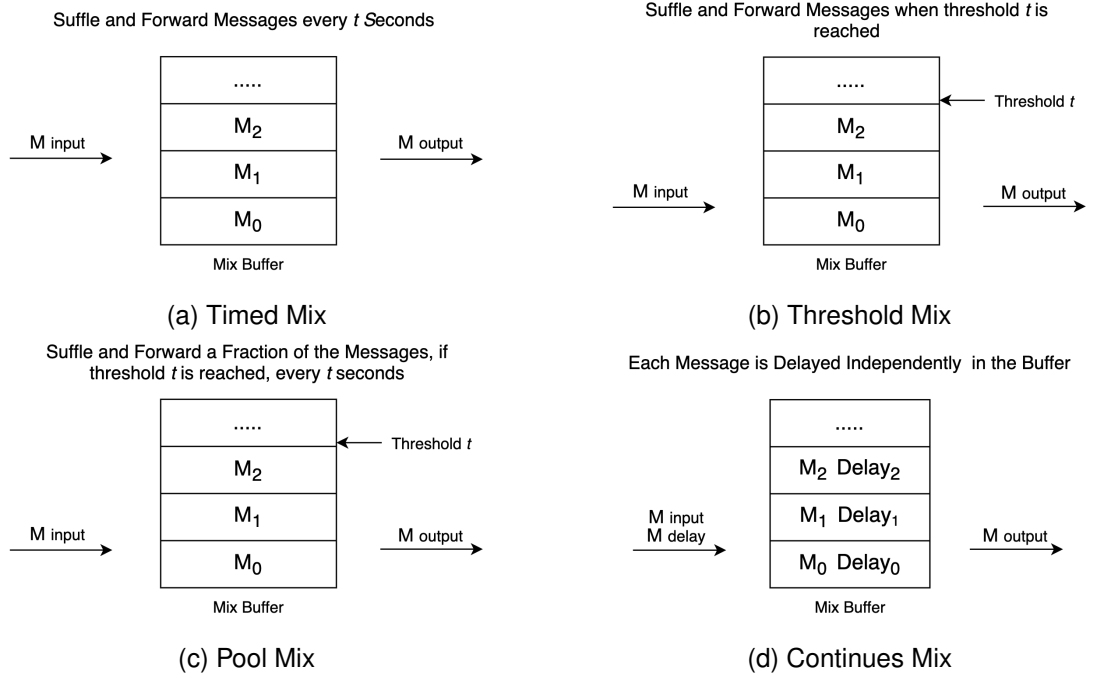 Suffle and Forward Messages every t Seconds
.....
M₂
M₁
M₀
M input
M output
Mix Buffer
(a) Timed Mix
Suffle and Forward Messages when threshold t is
reached
.....
Threshold t
M₂
M₁
M₀
M input
M output
Mix Buffer
(b) Threshold Mix
Suffle and Forward a Fraction of the Messages, if
threshold t is reached, every t seconds
.....
Threshold t
M₂
M₁
M₀
M input
M output
Mix Buffer
(c) Pool Mix
Each Message is Delayed Independently in the Buffer
.....
M₂ Delay₂
M₁ Delay₁
M₀ Delay₀
M input
M delay
M output
Mix Buffer
(d) Continues Mix